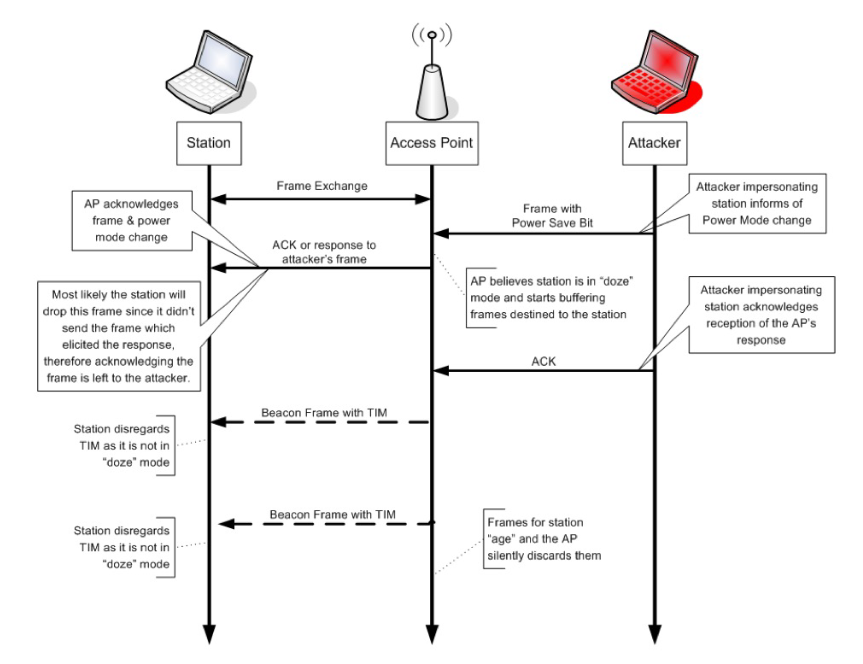 Station
Access Point
Attacker
Frame Exchange
AP acknowledges
frame & power
mode change
Frame with
Power Save Bit
Attacker impersonating
station informs of
Power Mode change
ACK or response to
attacker's frame
AP believes station is in "doze"
mode and starts buffering
frames destined to the station
Attacker impersonating
station acknowledges
reception of the AP's
response
Most likely the station will
drop this frame since it didn't
send the frame which
elicited the response,
therefore acknowledging the
frame is left to the attacker.
ACK
Beacon Frame with TIM
Station disregards
TIM as it is not in
"doze" mode
Beacon Frame with TIM
Station disregards
TIM as it is not in
"doze" mode
Frames for station
"age" and the AP
silently discards them